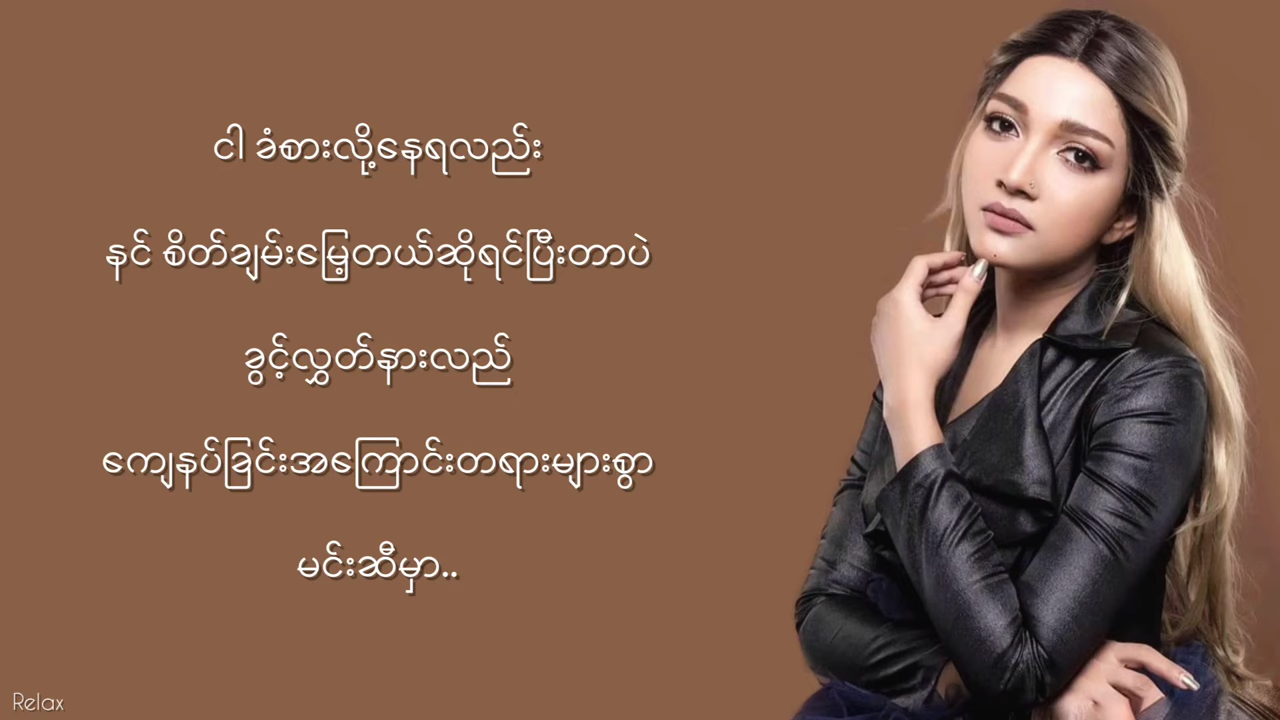 ငါ ခံစားလို့နေရလည်း
နင် စိတ်ချမ်းမြေ့တယ်ဆိုရင်ပြီးတာပဲ
ခွင့်လွှတ်နားလည်
ကျေနပ်ခြင်းအကြောင်းတရားများစွာ
မင်းဆီမှာ..
Relax